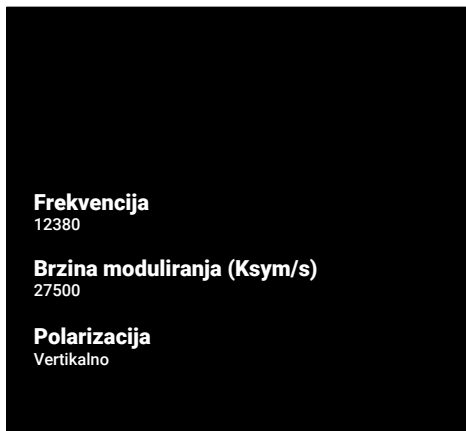 Frekvencija
12380
Brzina moduliranja (Ksym/s)
27500
Polarizacija
Vertikalno